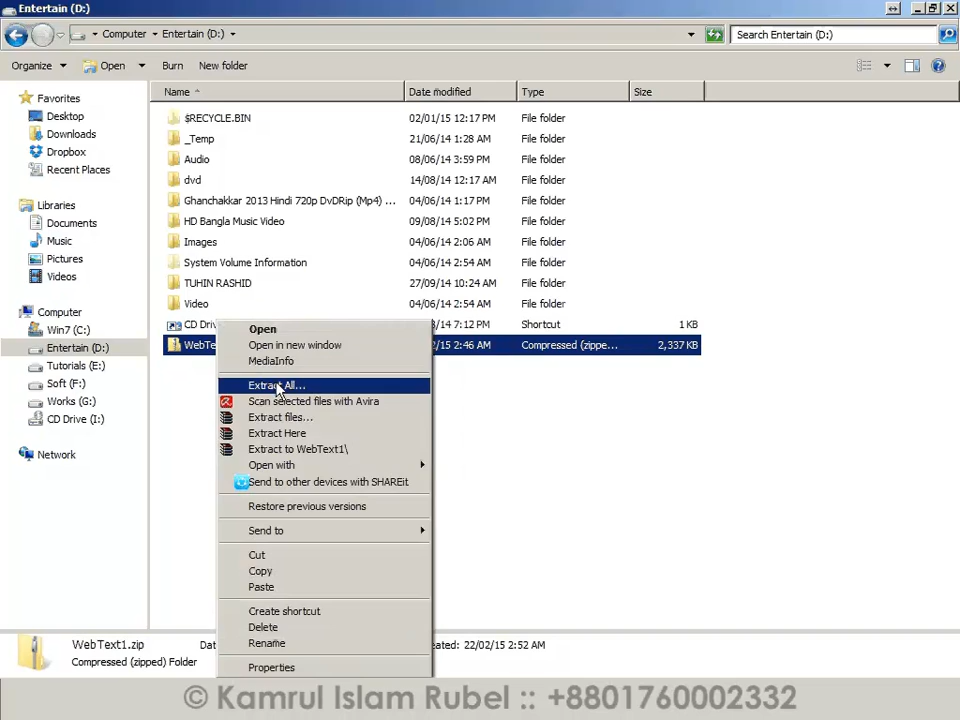 Entertain (D:)
Computer Entertain (D:)
Search Entertain (D:)
Organize Open Burn New folder
Name Date modified Type Size
Favorites
Desktop
Downloads
Dropbox
Recent Places
Libraries
Documents
Music
Pictures
Videos
Computer
Win7 (C:)
Entertain (D:)
Tutorials (E:)
Soft (F:)
Works (G:)
CD Drive (I:)
Network
$RECYCLE.BIN 02/01/15 12:17 PM File folder
_Temp 21/06/14 1:28 AM File folder
Audio 08/06/14 3:59 PM File folder
dvd 14/08/14 12:17 AM File folder
Ghanchakkar 2013 Hindi 720p DvDRip (Mp4) ... 04/06/14 1:17 PM File folder
HD Bangla Music Video 09/08/14 5:02 PM File folder
Images 04/06/14 2:06 AM File folder
System Volume Information 04/06/14 2:54 AM File folder
TUHIN RASHID 27/09/14 10:24 AM File folder
Video 04/06/14 2:54 AM File folder
CD Driv /14 7:12 PM Shortcut 1 KB
WebTe /15 2:46 AM Compressed (zippe... 2,337 KB
Open
Open in new window
MediaInfo
Extract All...
Scan selected files with Avira
Extract files...
Extract Here
Extract to WebText1\
Open with
Send to other devices with SHAREit
Restore previous versions
Send to
Cut
Copy
Paste
Create shortcut
Delete
Rename
Properties
WebText1.zip Dat eated: 22/02/15 2:52 AM
Compressed (zipped) Folder
© Kamrul Islam Rubel :: +8801760002332